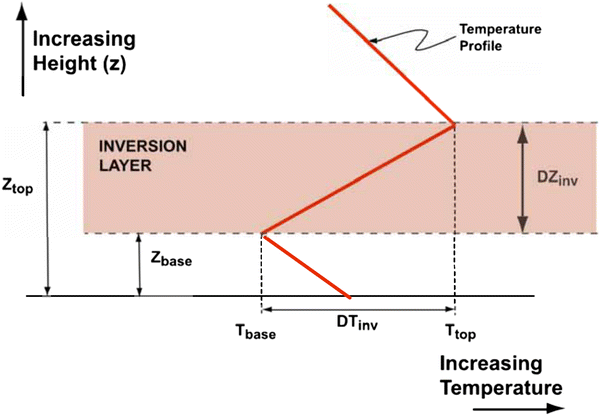 Increasing
Height (z)
Temperature
Profile
INVERSION
LAYER
DZinv
Ztop
Zbase
Tbase
DTinv
Ttop
Increasing
Temperature